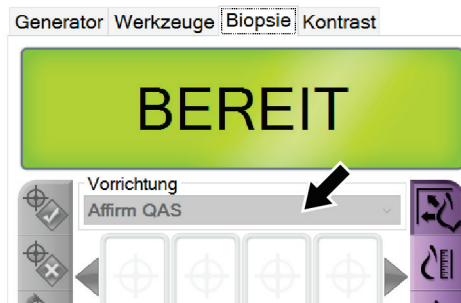 Generator Werkzeuge Biopsie Kontrast
BEREIT
Vorrichtung
Affirm QAS